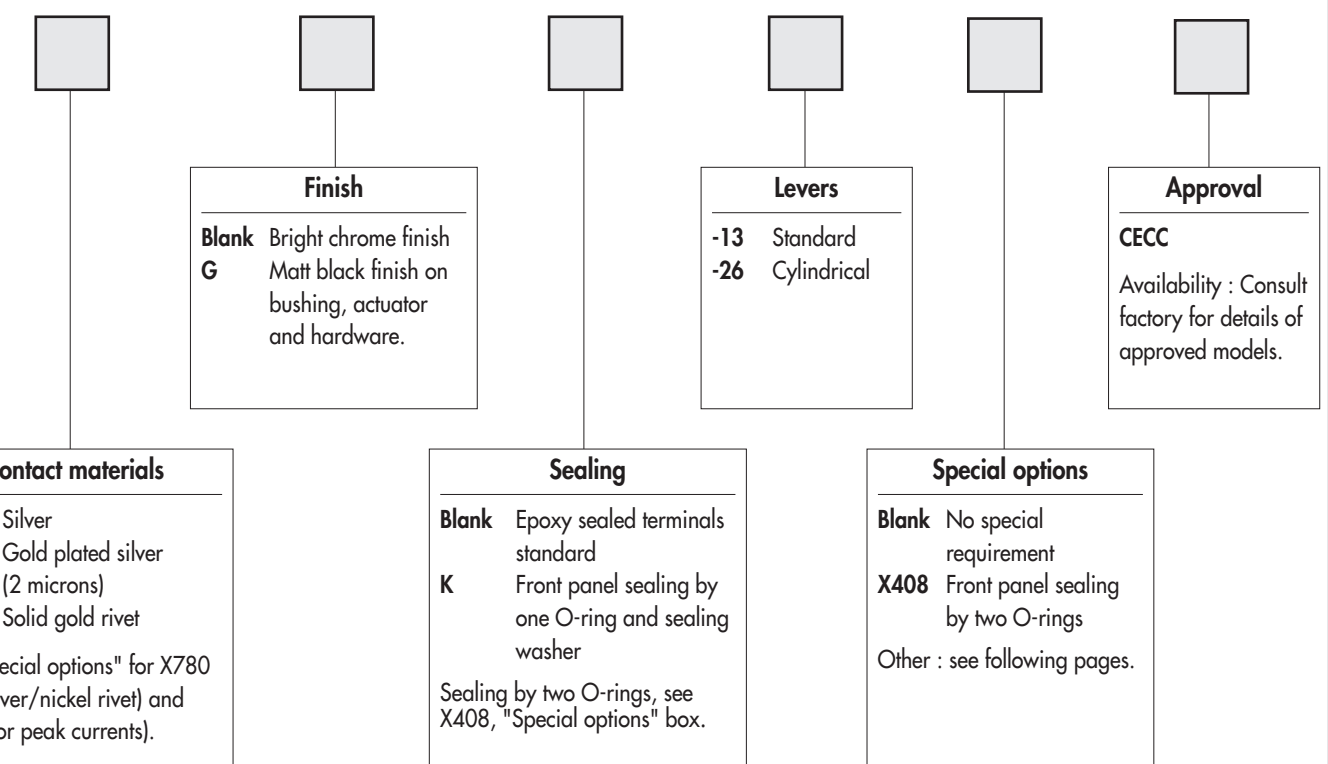 Finish
Blank Bright chrome finish
G Matt black finish on
bushing, actuator
and hardware.
Levers
-13 Standard
-26 Cylindrical
Approval
CECC
Availability : Consult
factory for details of
approved models.
ontact materials
Silver
Gold plated silver
(2 microns)
Solid gold rivet
ecial options" for X780
ver/nickel rivet) and
or peak currents).
Sealing
Blank Epoxy sealed terminals
standard
K Front panel sealing by
one O-ring and sealing
washer
Sealing by two O-rings, see
X408, "Special options" box.
Special options
Blank No special
requirement
X408 Front panel sealing
by two O-rings
Other : see following pages.